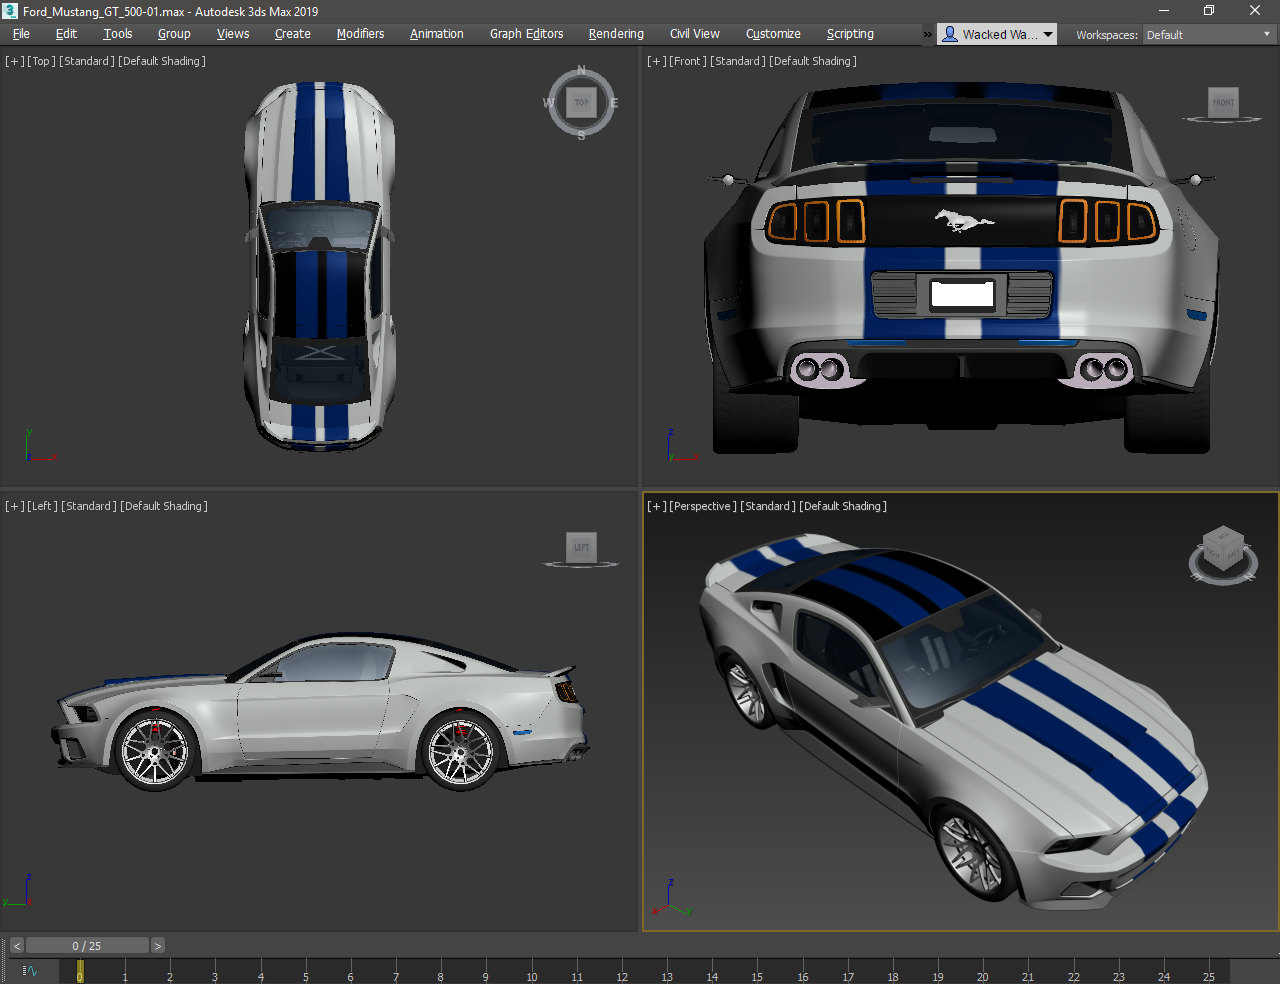 Ford_Mustang_GT_500-01.max - Autodesk 3ds Max 2019
File Edit Tools Group Views Create Modifiers Animation Graph Editors Rendering Civil View Customize Scripting » Wacked Wa... Workspaces: Default
[+] [Top] [Standard] [Default Shading]
N
W TOP E
S
y
z x
[+] [Front] [Standard] [Default Shading]
FRONT
z
y x
[+] [Left] [Standard] [Default Shading]
LEFT
z
y
[+] [Perspective] [Standard] [Default Shading]
z
x y
< 0 / 25 >
0 1 2 3 4 5 6 7 8 9 10 11 12 13 14 15 16 17 18 19 20 21 22 23 24 25